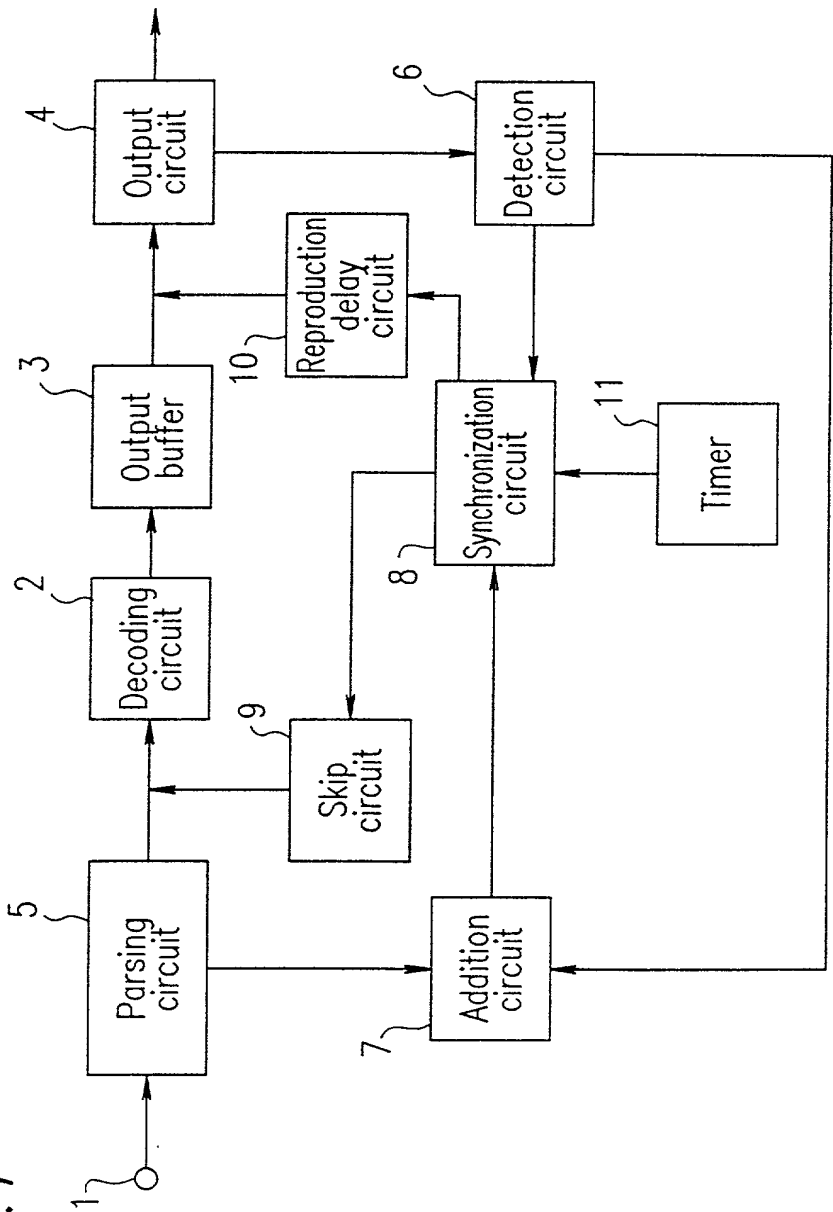 1
5
Parsing
circuit
2
Decoding
circuit
3
Output
buffer
4
Output
circuit
9
Skip
circuit
10
Reproduction
delay
circuit
7
Addition
circuit
8
Synchronization
circuit
6
Detection
circuit
11
Timer